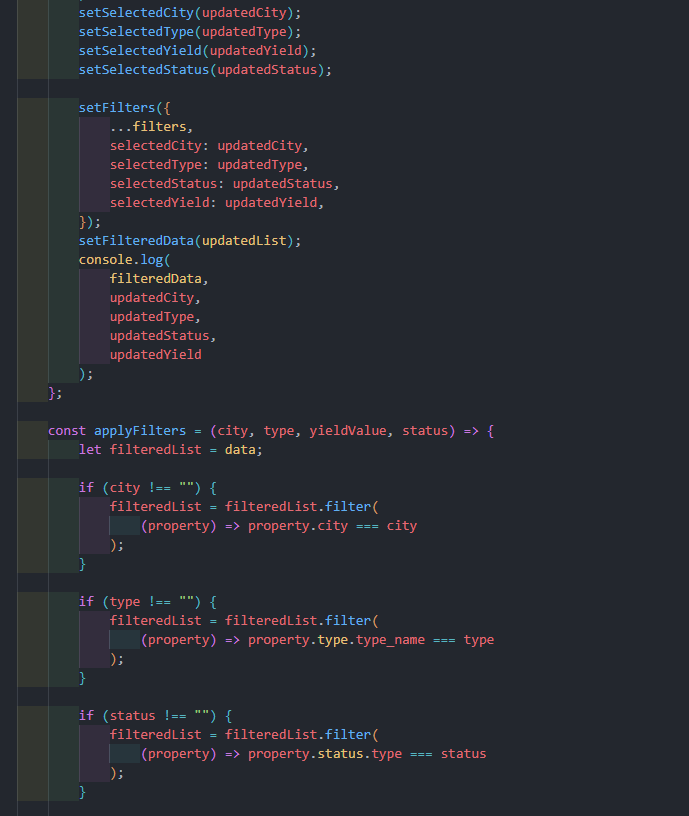 setSelectedCity(updatedCity);
setSelectedType(updatedType);
setSelectedYield(updatedYield);
setSelectedStatus(updatedStatus);
setFilters({
...filters,
selectedCity: updatedCity,
selectedType: updatedType,
selectedStatus: updatedStatus,
selectedYield: updatedYield,
});
setFilteredData(updatedList);
console.log(
filteredData,
updatedCity,
updatedType,
updatedStatus,
updatedYield
);
};
const applyFilters = (city, type, yieldValue, status) => {
let filteredList = data;
if (city !== "") {
filteredList = filteredList.filter(
(property) => property.city === city
);
}
if (type !== "") {
filteredList = filteredList.filter(
(property) => property.type.type_name === type
);
}
if (status !== "") {
filteredList = filteredList.filter(
(property) => property.status.type === status
);
}